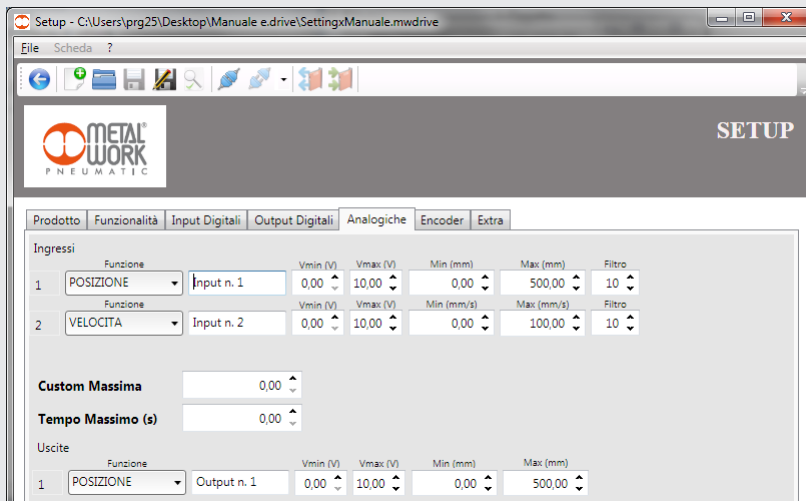 Setup - C:\Users\prg25\Desktop\Manuale e.drive\SettingxManuale.mwdrive
File Scheda ?
METAL®
WORK
PNEUMATIC
SETUP
Prodotto Funzionalità Input Digitali Output Digitali Analogiche Encoder Extra
Ingressi
Funzione Vmin (V) Vmax (V) Min (mm) Max (mm) Filtro
1 POSIZIONE Input n. 1 0,00 10,00 0,00 500,00 10
Funzione Vmin (V) Vmax (V) Min (mm/s) Max (mm/s) Filtro
2 VELOCITA Input n. 2 0,00 10,00 0,00 100,00 10
Custom Massima 0,00
Tempo Massimo (s) 0,00
Uscite
Funzione Vmin (V) Vmax (V) Min (mm) Max (mm)
1 POSIZIONE Output n. 1 0,00 10,00 0,00 500,00